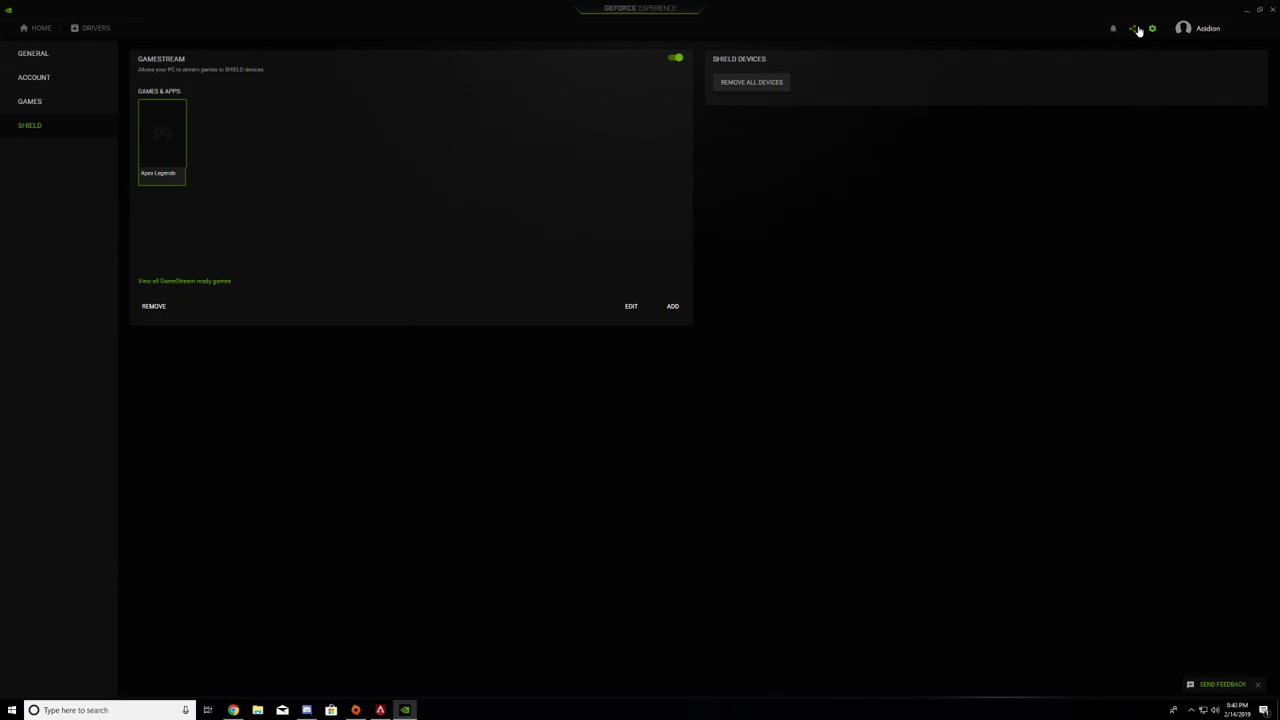 GEFORCE EXPERIENCE
HOME
DRIVERS
Acidion
GENERAL
ACCOUNT
GAMES
SHIELD
GAMESTREAM
Allows your PC to stream games to SHIELD devices
GAMES & APPS:
Apex Legends
View all GameStream ready games
REMOVE
EDIT
ADD
SHIELD DEVICES
REMOVE ALL DEVICES
SEND FEEDBACK
Type here to search
8:40 PM
2/14/2019